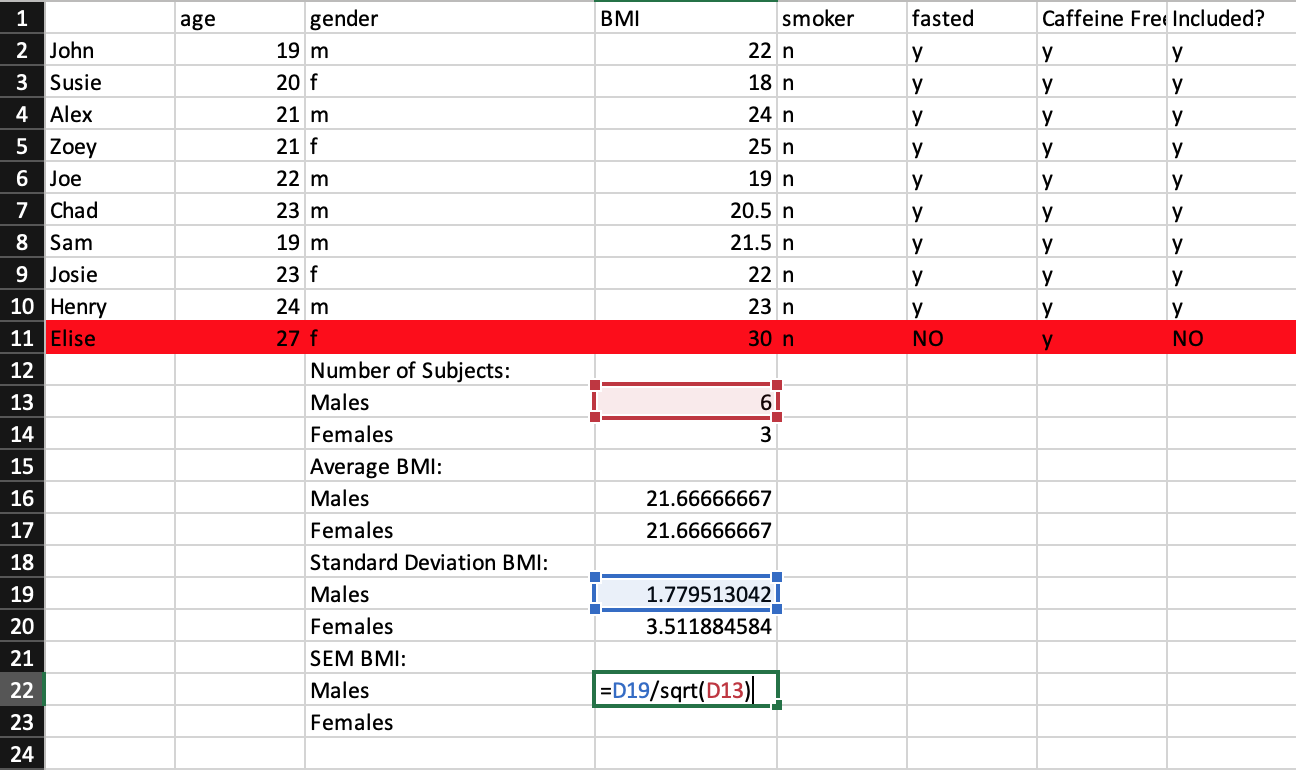 1 age gender BMI smoker fasted Caffeine Fre Included?
2 John 19 m 22 n y y y
3 Susie 20 f 18 n y y y
4 Alex 21 m 24 n y y y
5 Zoey 21 f 25 n y y y
6 Joe 22 m 19 n y y y
7 Chad 23 m 20.5 n y y y
8 Sam 19 m 21.5 n y y y
9 Josie 23 f 22 n y y y
10 Henry 24 m 23 n y y y
11 Elise 27 f 30 n NO y NO
12 Number of Subjects:
13 Males 6
14 Females 3
15 Average BMI:
16 Males 21.66666667
17 Females 21.66666667
18 Standard Deviation BMI:
19 Males 1.779513042
20 Females 3.511884584
21 SEM BMI:
22 Males =D19/sqrt(D13)
23 Females
24